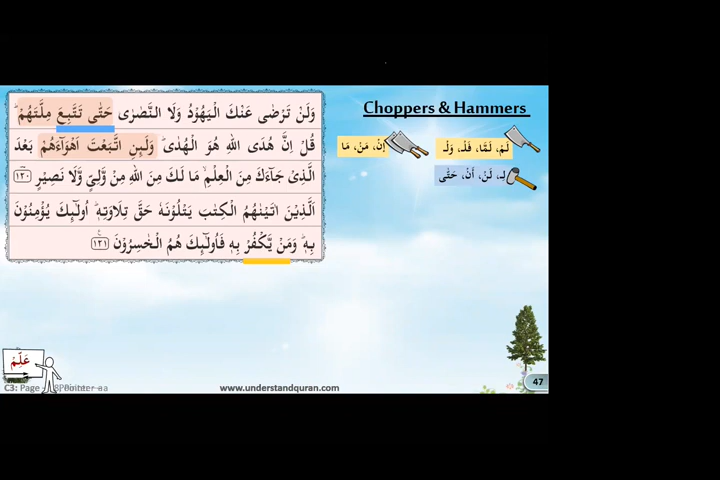 Choppers & Hammers
وَلَنْ تَرْضٰى عَنْكَ الْيَهُوْدُ وَلَا النَّصٰرٰى حَتّٰى تَتَّبِعَ مِلَّتَهُمْ ؕ
قُلْ اِنَّ هُدَى اللّٰهِ هُوَ الْهُدٰى ؕ وَلَىِٕنِ اتَّبَعْتَ اَهْوَآءَهُمْ بَعْدَ
الَّذِىْ جَآءَكَ مِنَ الْعِلْمِ ۙ مَا لَكَ مِنَ اللّٰهِ مِنْ وَّلِىٍّ وَّلَا نَصِيْرٍ ١٢٠
اَلَّذِيْنَ اٰتَيْنٰهُمُ الْكِتٰبَ يَتْلُوْنَهٗ حَقَّ تِلَاوَتِهٖ ؕ اُولٰٓىِٕكَ يُؤْمِنُوْنَ
بِهٖ ؕ وَمَنْ يَّكْفُرْ بِهٖ فَاُولٰٓىِٕكَ هُمُ الْخٰسِرُوْنَ ١٢١
لَمْ، لَمَّا، فَلْـ، وَلْـ
إِنْ، مَنْ، مَا
لِـ، لَنْ، أَنْ، حَتّٰى
عَلِّمْ
C3: Page
www.understandquran.com
47